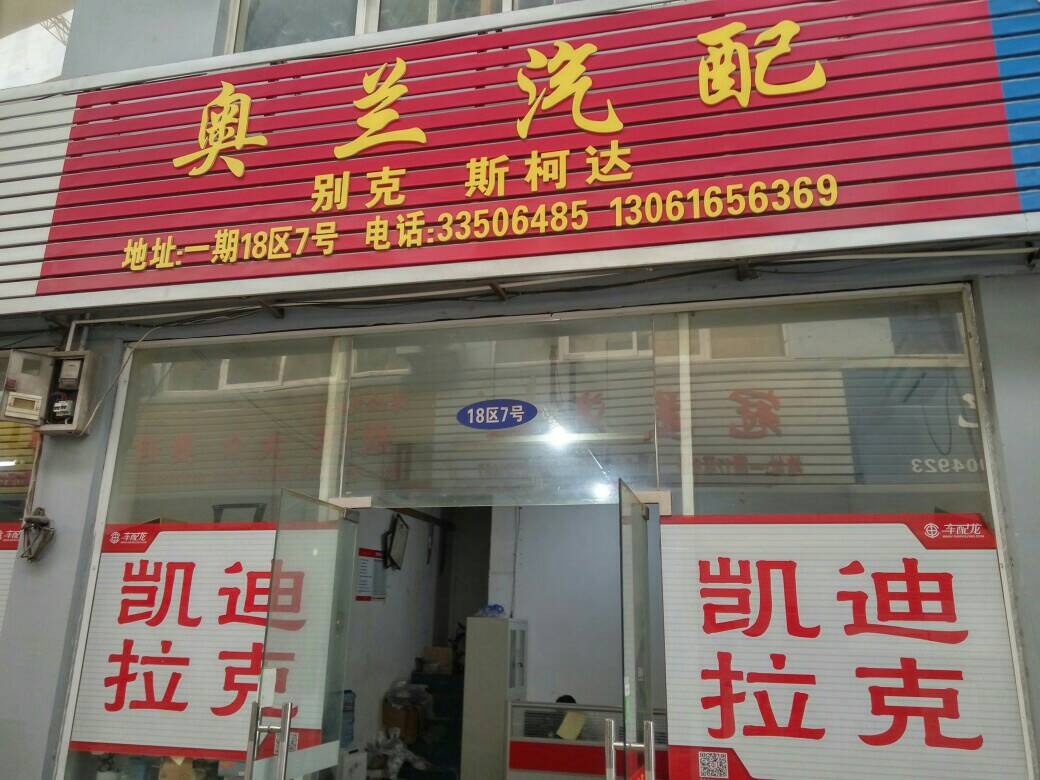 奥兰汽配
别克 斯柯达
地址:一期18区7号 电话:33506485 13061656369
18区7号
车配龙
凯迪
拉克
车配龙
凯迪
拉克